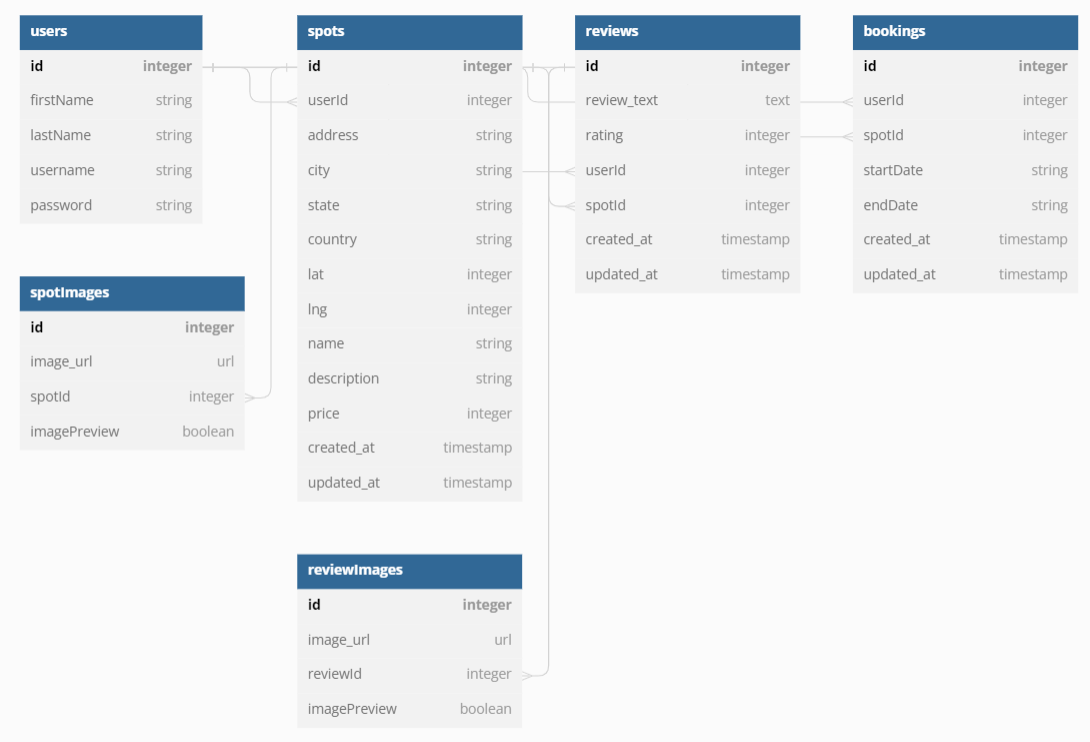 users
id integer
firstName string
lastName string
username string
password string
spotImages
id integer
image_url url
spotId integer
imagePreview boolean
spots
id integer
userId integer
address string
city string
state string
country string
lat integer
lng integer
name string
description string
price integer
created_at timestamp
updated_at timestamp
reviewImages
id integer
image_url url
reviewId integer
imagePreview boolean
reviews
id integer
review_text text
rating integer
userId integer
spotId integer
created_at timestamp
updated_at timestamp
bookings
id integer
userId integer
spotId integer
startDate string
endDate string
created_at timestamp
updated_at timestamp